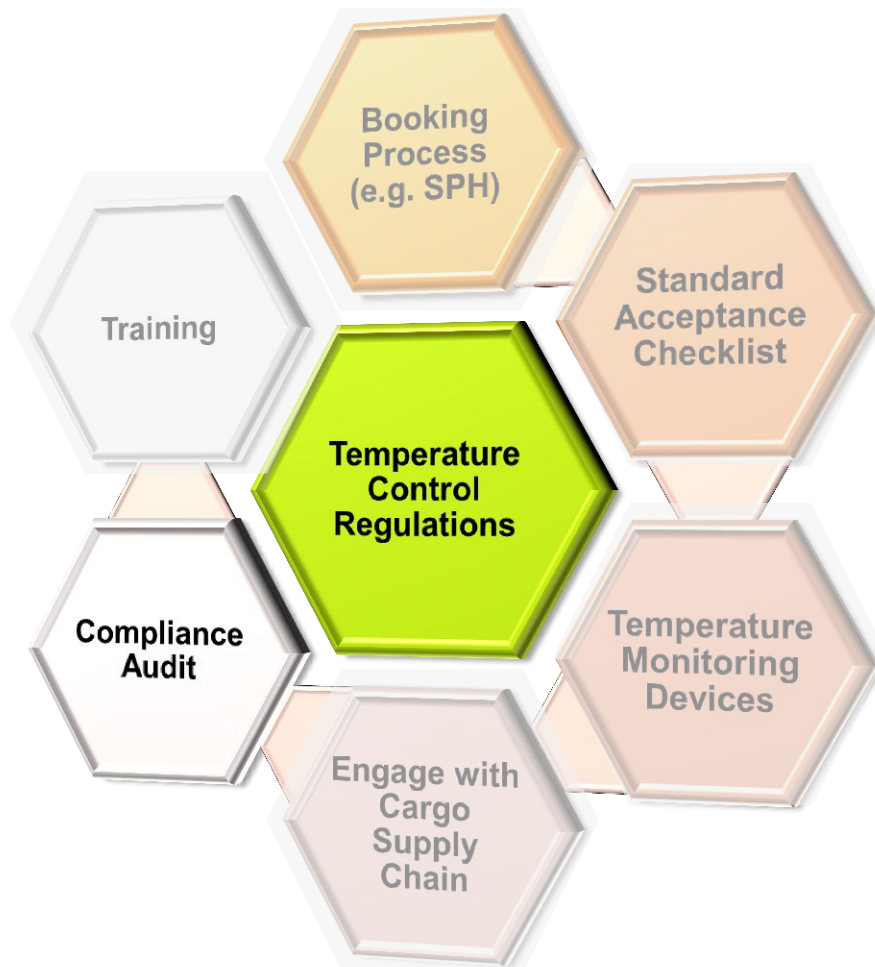 Booking
Process
(e.g. SPH)
Standard
Acceptance
Checklist
Training
Temperature
Control
Regulations
Temperature
Monitoring
Devices
Compliance
Audit
Engage with
Cargo
Supply
Chain